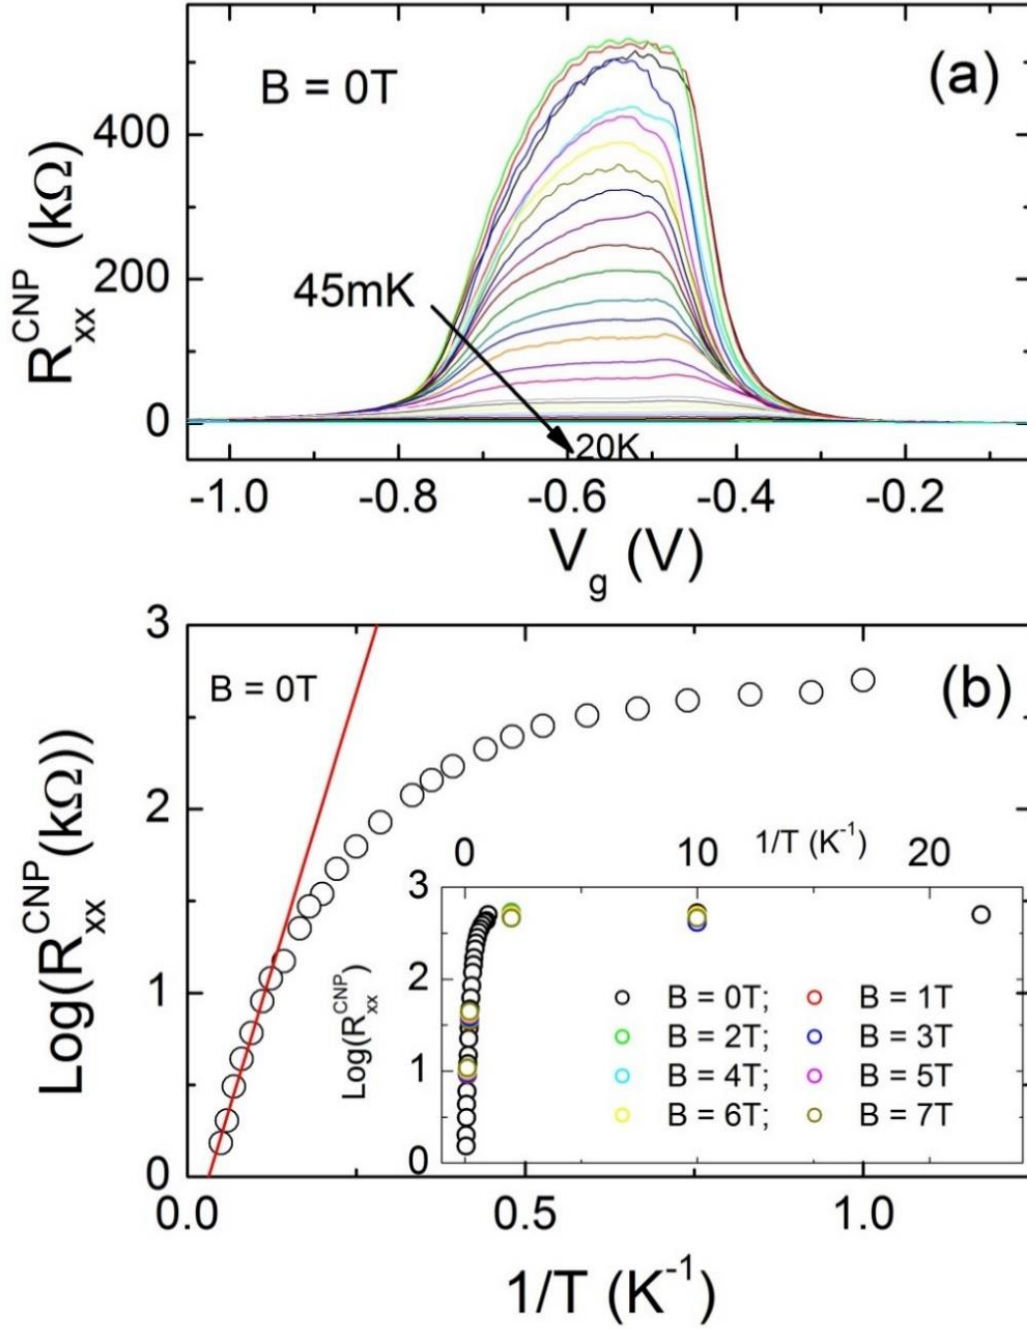 (a)
B = 0T
400
200
0
R_xx^CNP (kΩ)
45mK
20K
-1.0 -0.8 -0.6 -0.4 -0.2
V_g (V)
3
2
1
0
(b)
B = 0T
Log(R_xx^CNP(kΩ))
0 10 1/T (K^-1) 20
3
2
1
0
Log(R_xx^CNP)
B = 0T; B = 1T
B = 2T; B = 3T
B = 4T; B = 5T
B = 6T; B = 7T
0.0 0.5 1.0
1/T (K^-1)